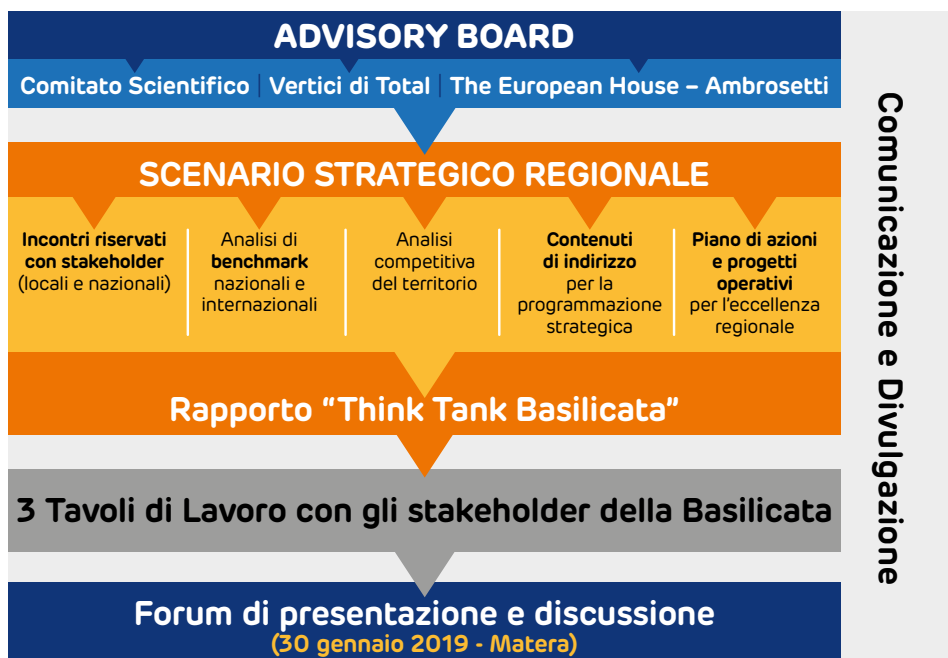 ADVISORY BOARD
Comitato Scientifico | Vertici di Total | The European House – Ambrosetti
SCENARIO STRATEGICO REGIONALE
Incontri riservati
con stakeholder
(locali e nazionali)
Analisi di
benchmark
nazionali e
internazionali
Analisi
competitiva
del territorio
Contenuti
di indirizzo
per la
programmazione
strategica
Piano di azioni
e progetti
operativi
per l'eccellenza
regionale
Rapporto “Think Tank Basilicata”
3 Tavoli di Lavoro con gli stakeholder della Basilicata
Forum di presentazione e discussione
(30 gennaio 2019 - Matera)
Comunicazione e Divulgazione